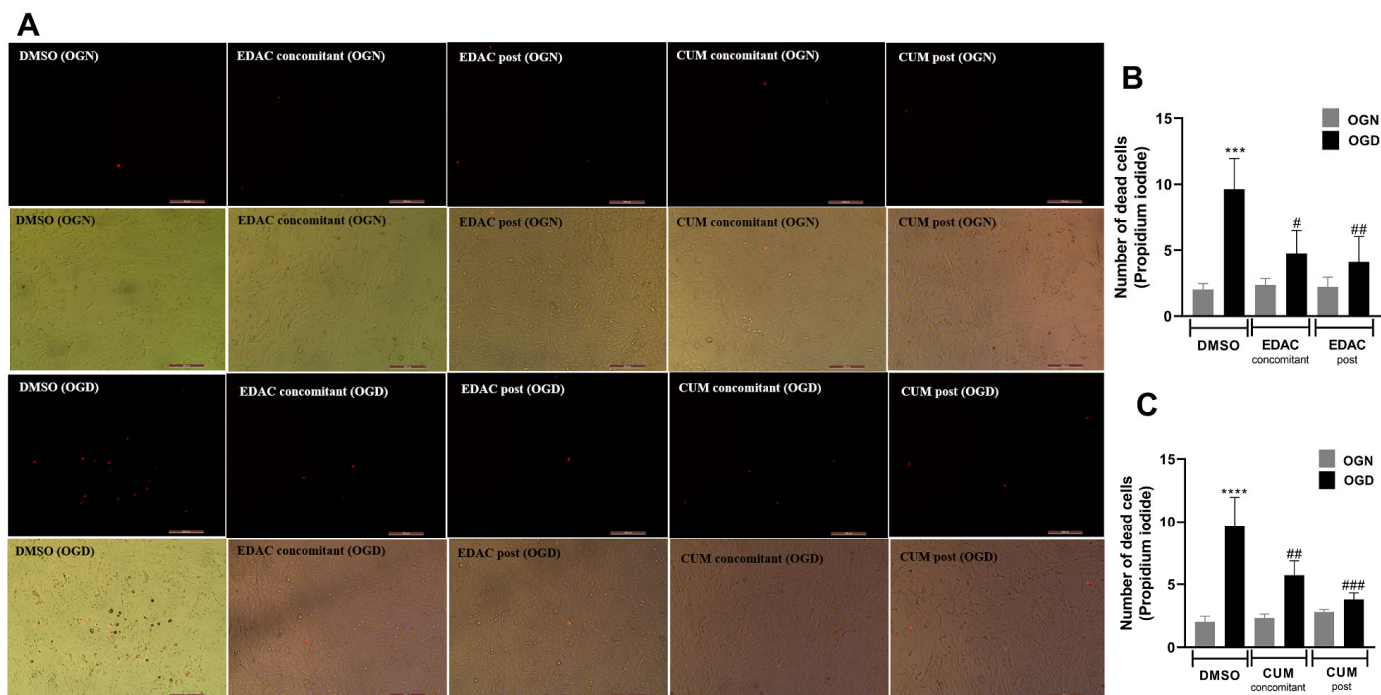 A
DMSO (OGN)
EDAC concomitant (OGN)
EDAC post (OGN)
CUM concomitant (OGN)
CUM post (OGN)
DMSO (OGN)
EDAC concomitant (OGN)
EDAC post (OGN)
CUM concomitant (OGN)
CUM post (OGN)
DMSO (OGD)
EDAC concomitant (OGD)
EDAC post (OGD)
CUM concomitant (OGD)
CUM post (OGD)
DMSO (OGD)
EDAC concomitant (OGD)
EDAC post (OGD)
CUM concomitant (OGD)
CUM post (OGD)
B
Number of dead cells
(Propidium iodide)
15
10
5
0
OGN
OGD
***
#
##
DMSO
EDAC
concomitant
EDAC
post
C
Number of dead cells
(Propidium iodide)
15
10
5
0
OGN
OGD
****
##
###
DMSO
CUM
concomitant
CUM
post